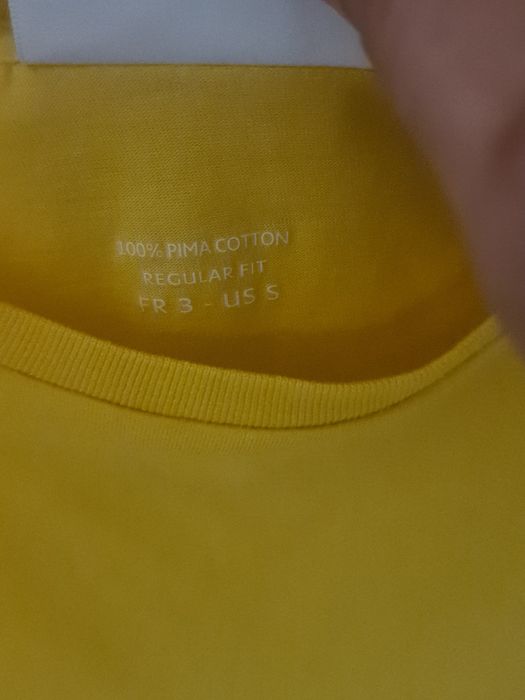 100% PIMA COTTON
REGULAR FIT
FR 3 - US S